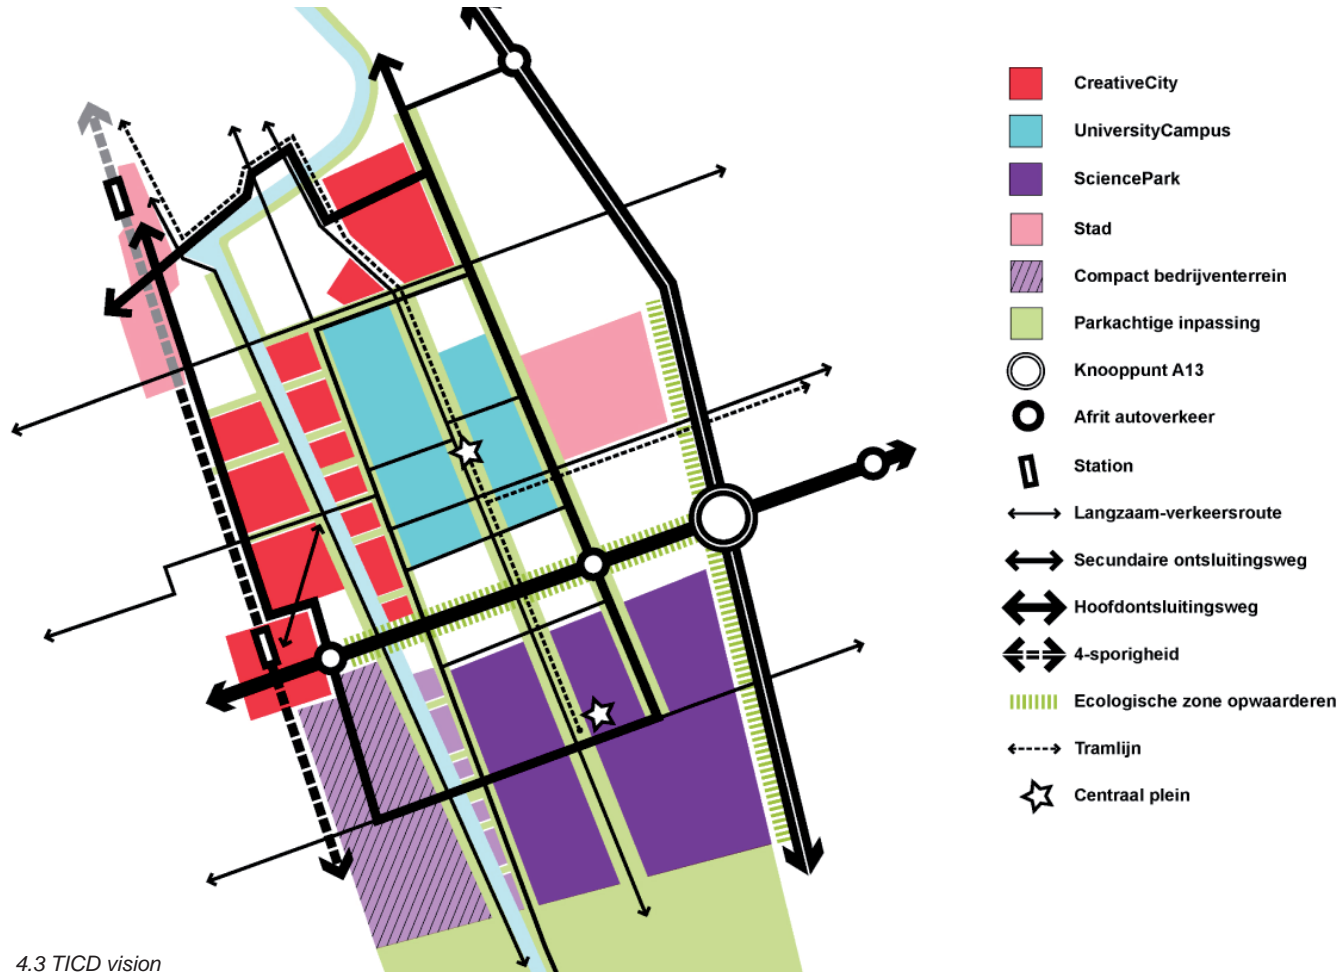 CreativeCity
UniversityCampus
SciencePark
Stad
Compact bedrijventerrein
Parkachtige inpassing
Knooppunt A13
Afrit autoverkeer
Station
Langzaam-verkeersroute
Secundaire ontsluitingsweg
Hoofdontsluitingsweg
4-sporigheid
Ecologische zone opwaarderen
Tramlijn
Centraal plein
4.3 TICD vision